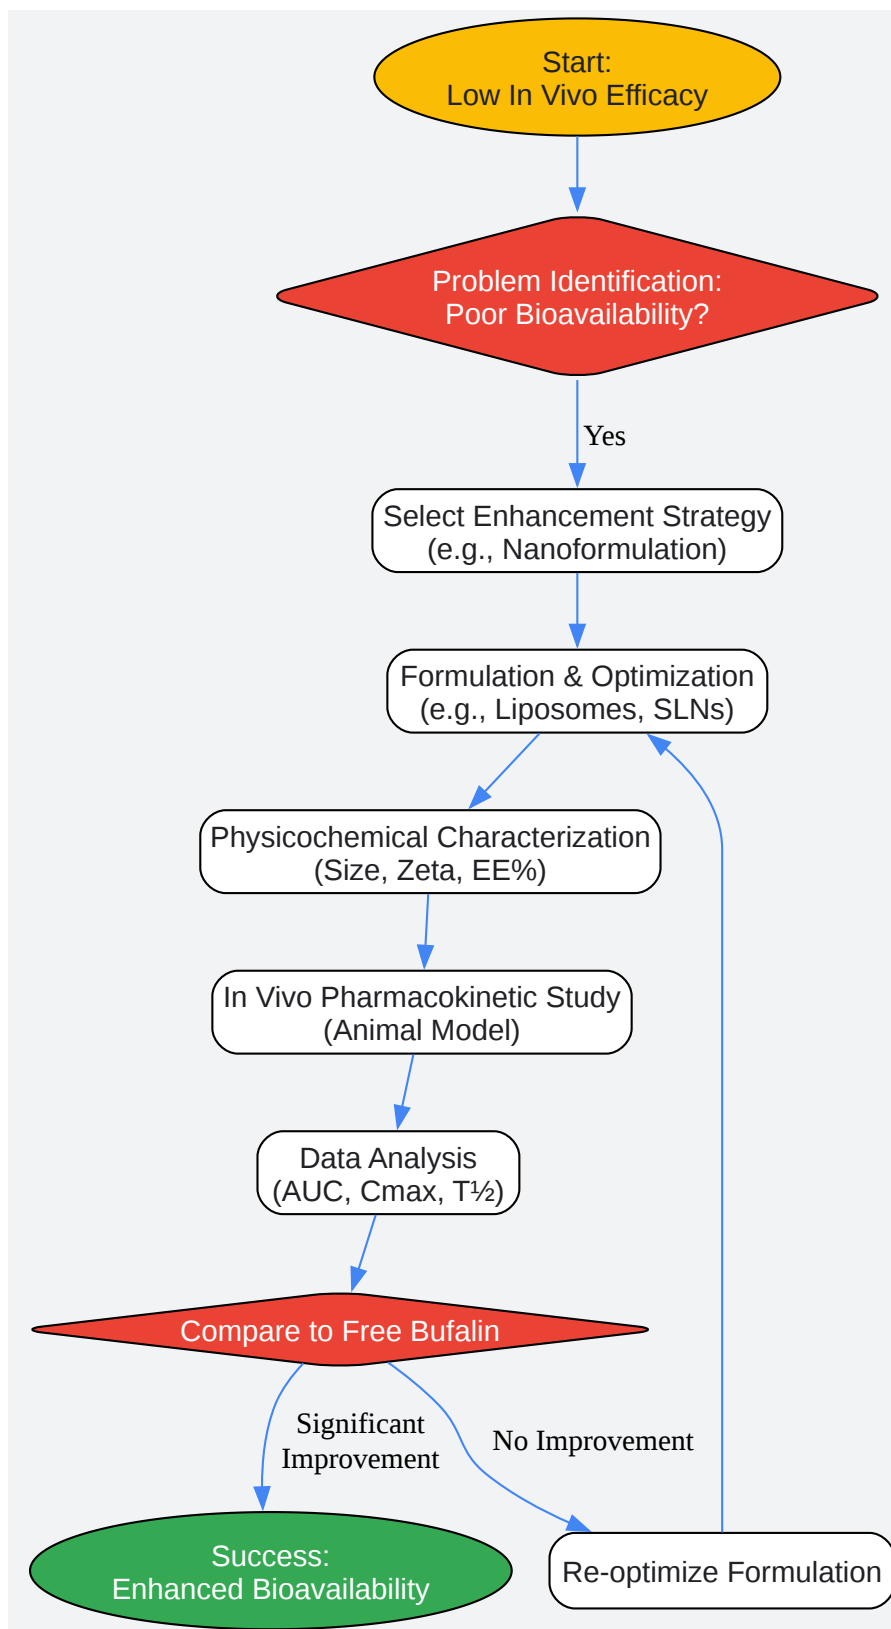 Start:
Low In Vivo Efficacy
Problem Identification:
Poor Bioavailability?
Yes
Select Enhancement Strategy
(e.g., Nanoformulation)
Formulation & Optimization
(e.g., Liposomes, SLNs)
Physicochemical Characterization
(Size, Zeta, EE%)
In Vivo Pharmacokinetic Study
(Animal Model)
Data Analysis
(AUC, Cmax, T½)
Compare to Free Bufalin
Significant
Improvement
No Improvement
Success:
Enhanced Bioavailability
Re-optimize Formulation